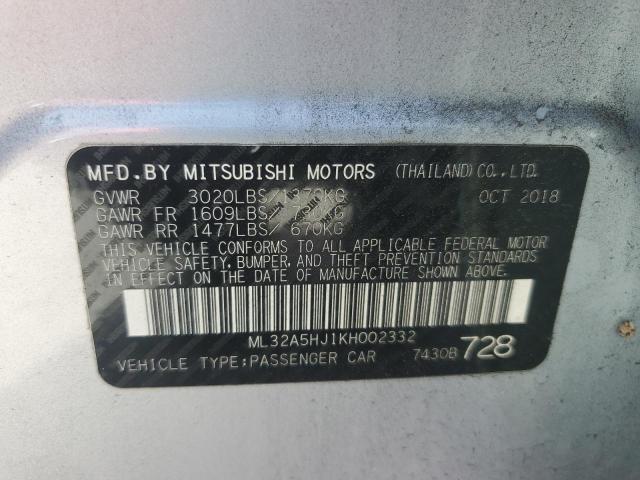 MFD.BY MITSUBISHI MOTORS (THAILAND) CO., LTD.
GVWR 3020LBS/1370KG OCT 2018
GAWR FR 1609LBS/ 730KG
GAWR RR 1477LBS/ 670KG
THIS VEHICLE CONFORMS TO ALL APPLICABLE FEDERAL MOTOR
VEHICLE SAFETY, BUMPER, AND THEFT PREVENTION STANDARDS
IN EFFECT ON THE DATE OF MANUFACTURE SHOWN ABOVE.
ML32A5HJ1KH002332
VEHICLE TYPE:PASSENGER CAR 7430B 728